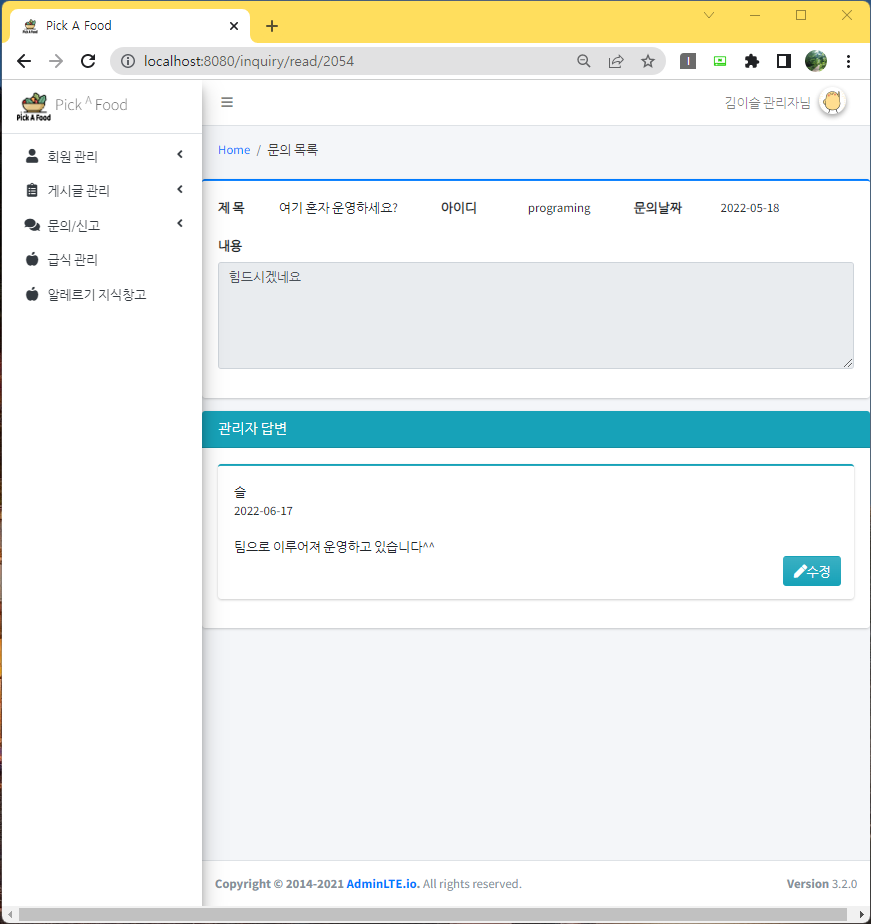 Pick A Food
localhost:8080/inquiry/read/2054
Pick A Food
Pick ^ Food
김이슬 관리자님
회원 관리
게시글 관리
문의/신고
급식 관리
알레르기 지식창고
Home / 문의 목록
제 목 여기 혼자 운영하세요? 아이디 programing 문의날짜 2022-05-18
내용
힘드시겠네요
관리자 답변
슬
2022-06-17
팀으로 이루어져 운영하고 있습니다^^
수정
Copyright © 2014-2021 AdminLTE.io. All rights reserved.
Version 3.2.0